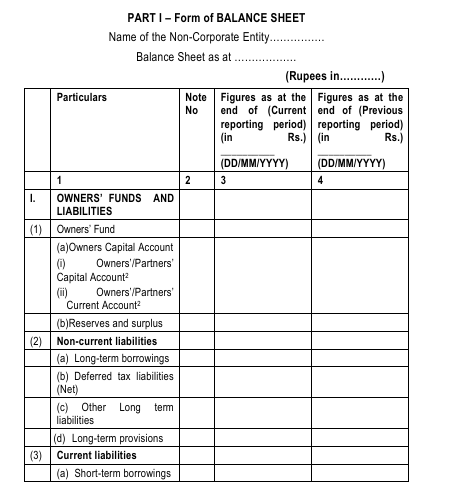 PART I – Form of BALANCE SHEET
Name of the Non-Corporate Entity……………
Balance Sheet as at ………………
(Rupees in…………)
Particulars
Note
No
Figures as at the
end of (Current
reporting period)
(in Rs.)
_________
(DD/MM/YYYY)
Figures as at the
end of (Previous
reporting period)
(in Rs.)
_________
(DD/MM/YYYY)
1 2 3 4
I. OWNERS' FUNDS AND
LIABILITIES
(1) Owners' Fund
(a)Owners Capital Account
(i) Owners'/Partners'
Capital Account²
(ii) Owners'/Partners'
Current Account²
(b)Reserves and surplus
(2) Non-current liabilities
(a) Long-term borrowings
(b) Deferred tax liabilities
(Net)
(c) Other Long term
liabilities
(d) Long-term provisions
(3) Current liabilities
(a) Short-term borrowings